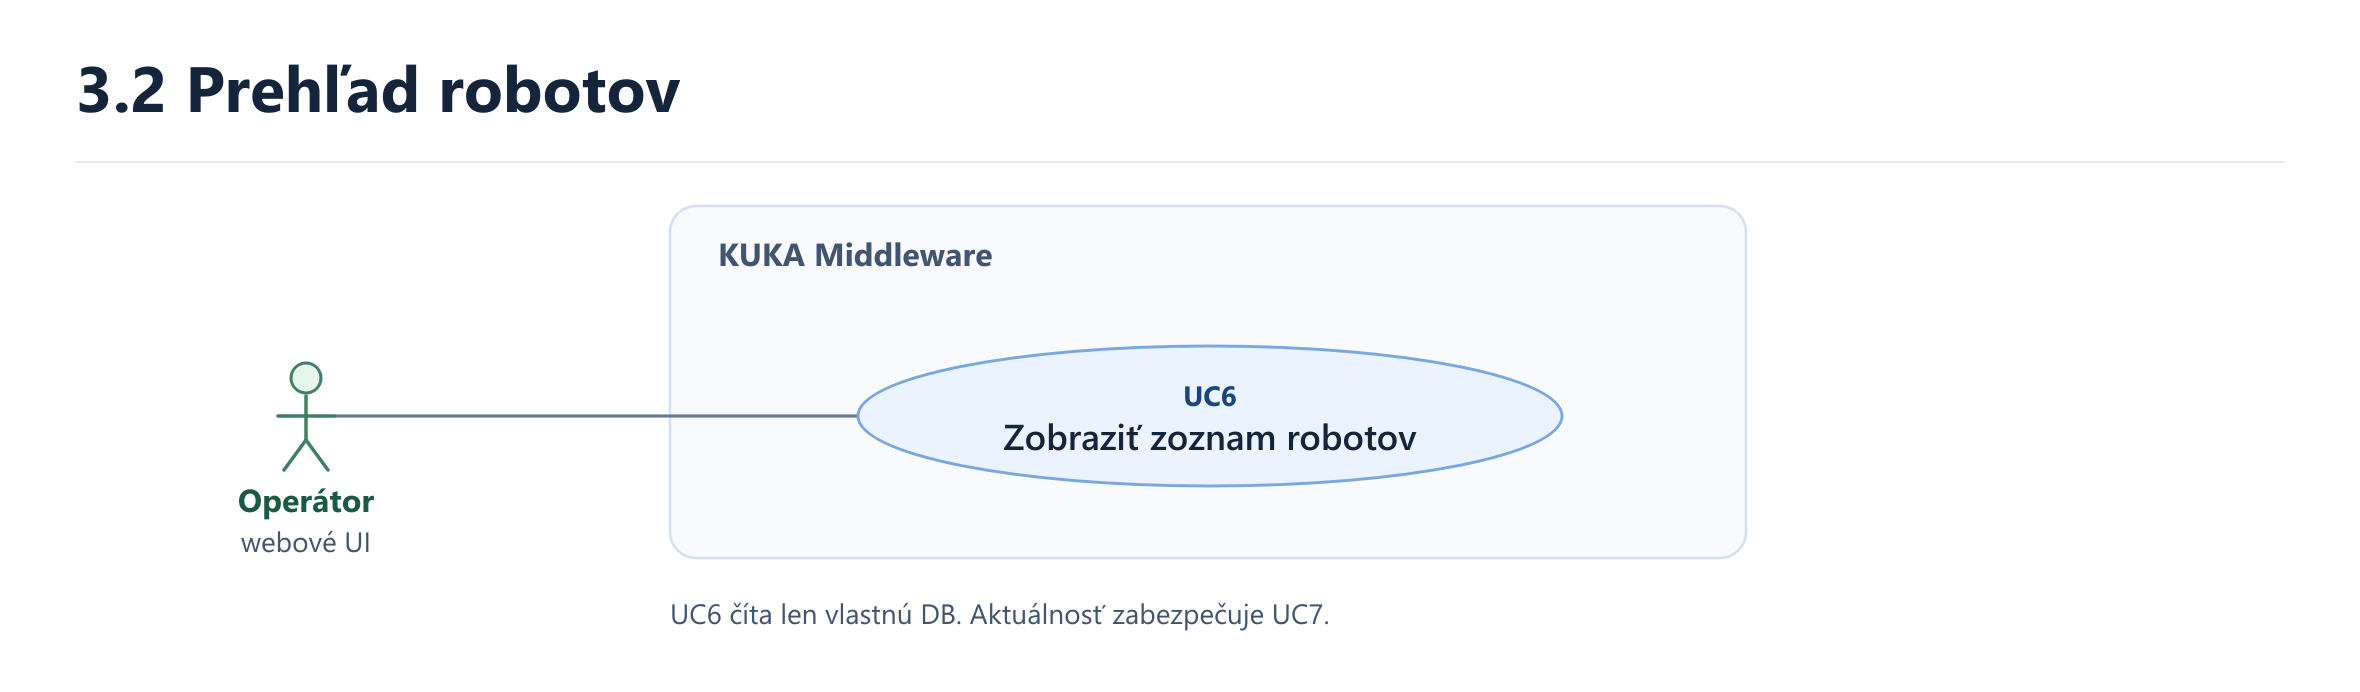 3.2 Prehľad robotov
KUKA Middleware
UC6
Zobraziť zoznam robotov
Operátor
webové UI
UC6 číta len vlastnú DB. Aktuálnosť zabezpečuje UC7.